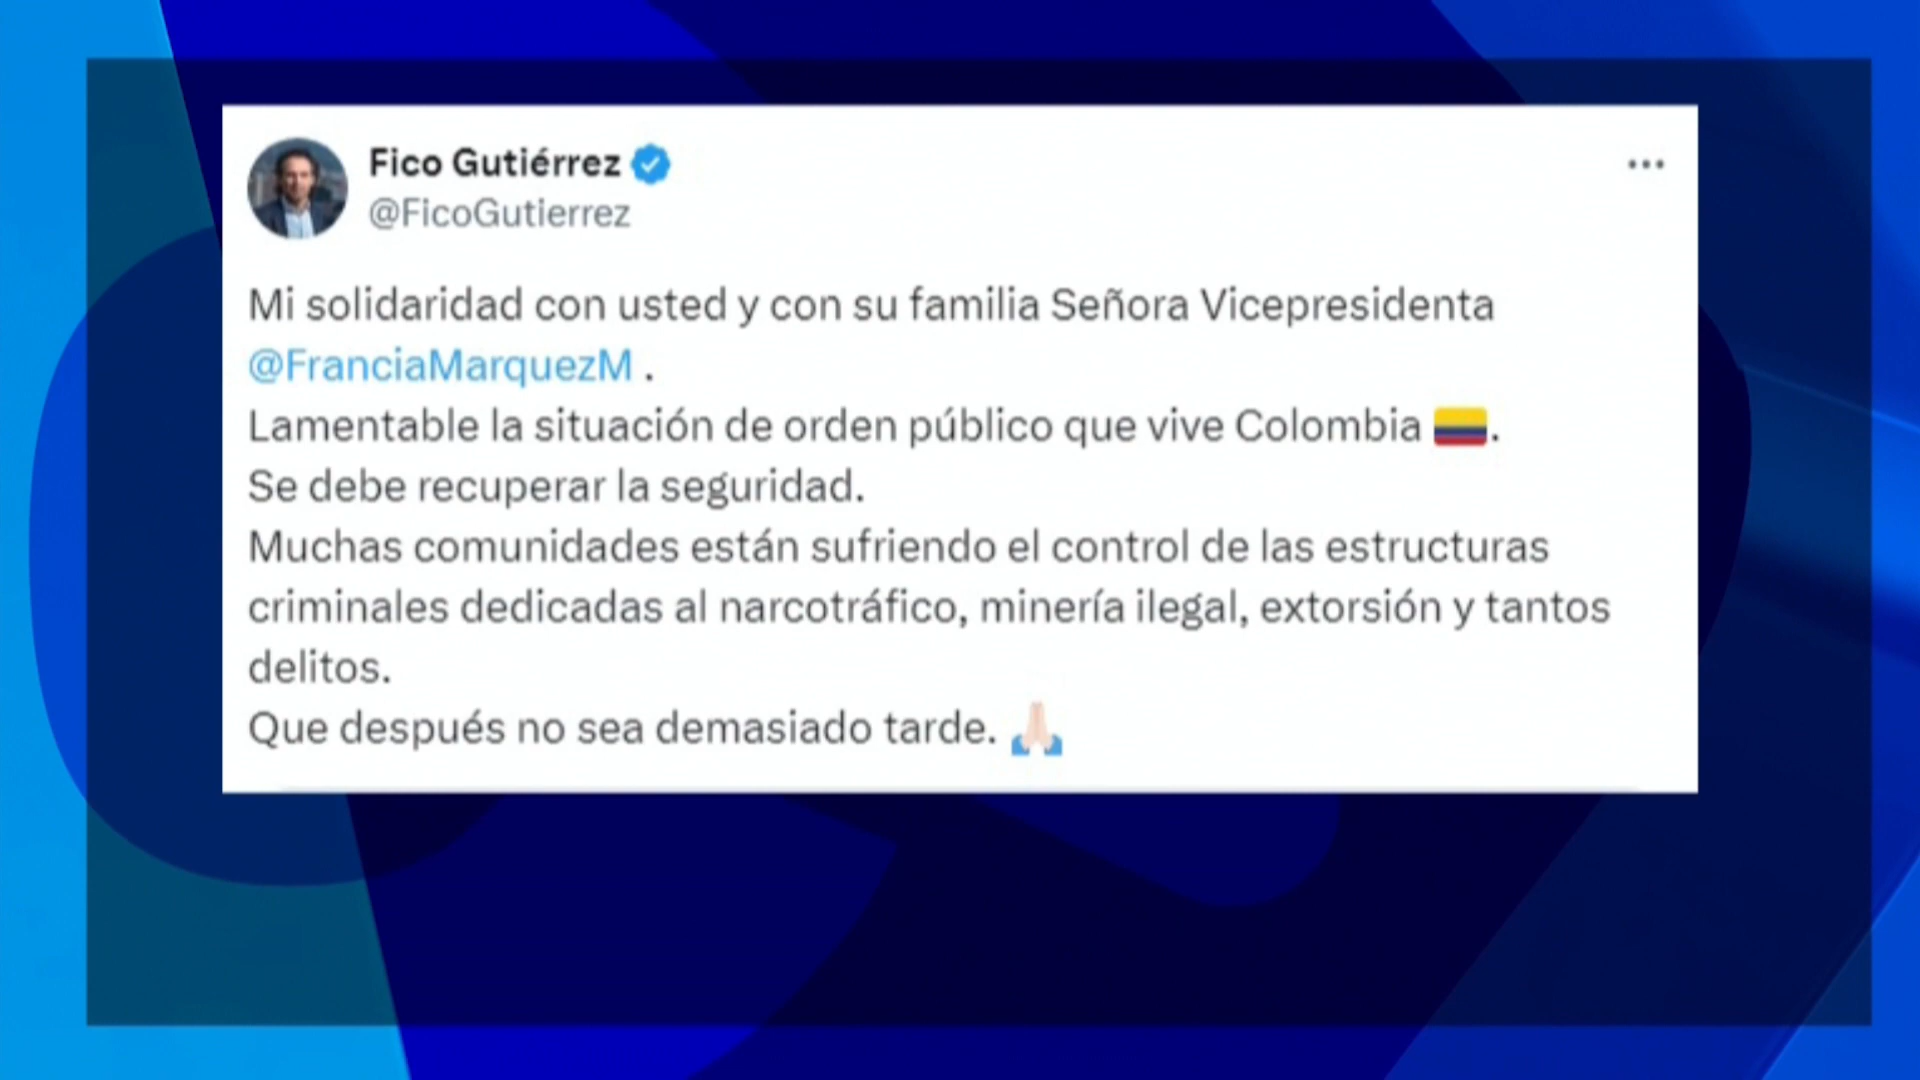 Fico Gutiérrez
@FicoGutierrez
Mi solidaridad con usted y con su familia Señora Vicepresidenta
@FranciaMarquezM .
Lamentable la situación de orden público que vive Colombia 🇨🇴.
Se debe recuperar la seguridad.
Muchas comunidades están sufriendo el control de las estructuras
criminales dedicadas al narcotráfico, minería ilegal, extorsión y tantos
delitos.
Que después no sea demasiado tarde. 🙏🏻